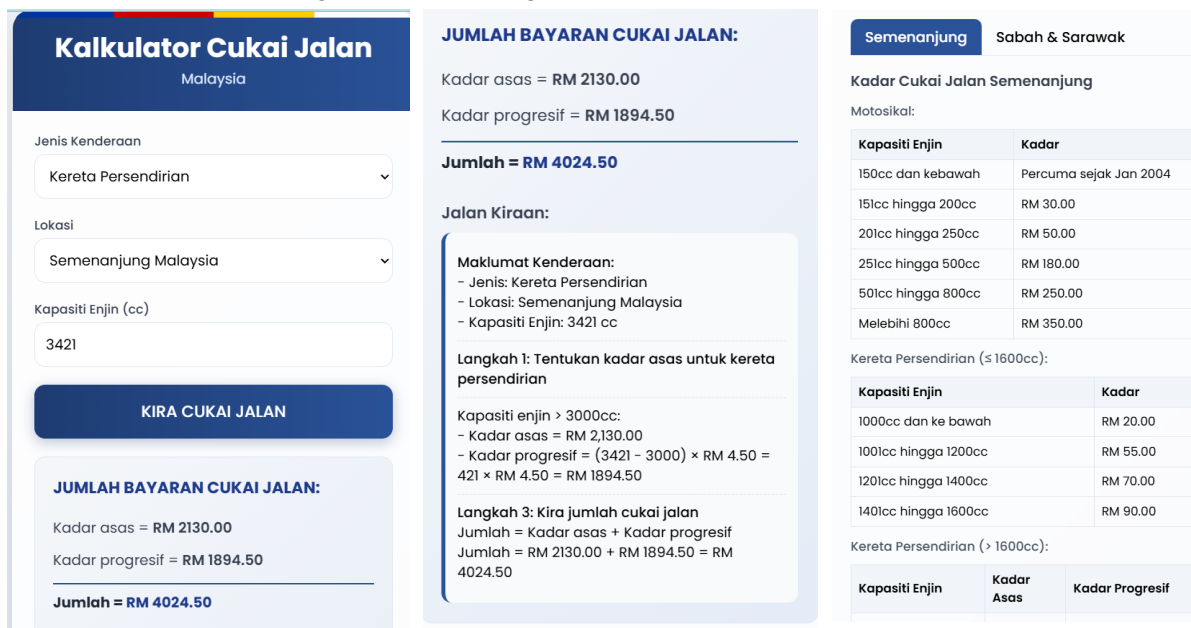 Kalkulator Cukai Jalan
Malaysia
Jenis Kenderaan
Kereta Persendirian
Lokasi
Semenanjung Malaysia
Kapasiti Enjin (cc)
3421
KIRA CUKAI JALAN
JUMLAH BAYARAN CUKAI JALAN:
Kadar asas = RM 2130.00
Kadar progresif = RM 1894.50
Jumlah = RM 4024.50
JUMLAH BAYARAN CUKAI JALAN:
Kadar asas = RM 2130.00
Kadar progresif = RM 1894.50
Jumlah = RM 4024.50
Jalan Kiraan:
Maklumat Kenderaan:
- Jenis: Kereta Persendirian
- Lokasi: Semenanjung Malaysia
- Kapasiti Enjin: 3421 cc
Langkah 1: Tentukan kadar asas untuk kereta
persendirian
Kapasiti enjin > 3000cc:
- Kadar asas = RM 2,130.00
- Kadar progresif = (3421 - 3000) × RM 4.50 =
421 × RM 4.50 = RM 1894.50
Langkah 3: Kira jumlah cukai jalan
Jumlah = Kadar asas + Kadar progresif
Jumlah = RM 2130.00 + RM 1894.50 = RM
4024.50
Semenanjung Sabah & Sarawak
Kadar Cukai Jalan Semenanjung
Motosikal:
Kapasiti Enjin Kadar
150cc dan kebawah Percuma sejak Jan 2004
151cc hingga 200cc RM 30.00
201cc hingga 250cc RM 50.00
251cc hingga 500cc RM 180.00
501cc hingga 800cc RM 250.00
Melebihi 800cc RM 350.00
Kereta Persendirian (≤ 1600cc):
Kapasiti Enjin Kadar
1000cc dan ke bawah RM 20.00
1001cc hingga 1200cc RM 55.00
1201cc hingga 1400cc RM 70.00
1401cc hingga 1600cc RM 90.00
Kereta Persendirian (> 1600cc):
Kapasiti Enjin Kadar Asas Kadar Progresif